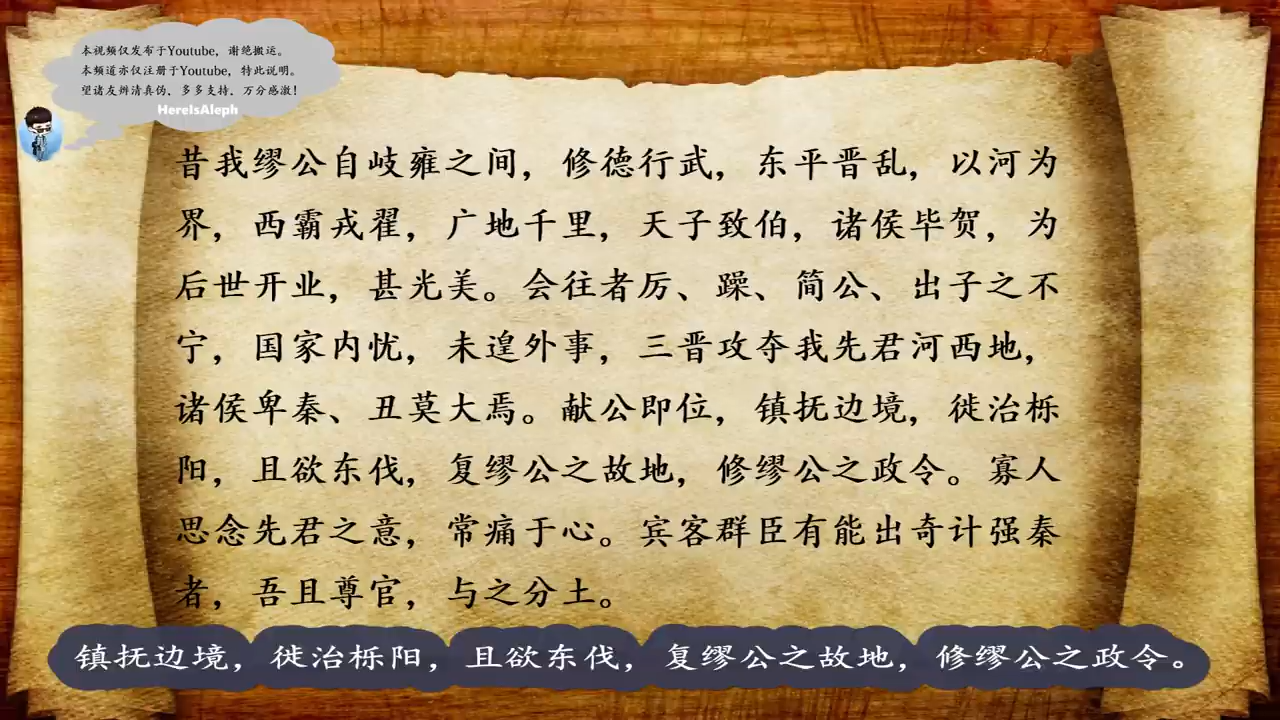 本视频仅发布于Youtube，谢绝搬运。
本频道亦仅注册于Youtube，特此说明。
望诸友辨清真伪，多多支持，万分感激！
HereIsAleph
昔我缪公自岐雍之间，修德行武，东平晋乱，以河为
界，西霸戎翟，广地千里，天子致伯，诸侯毕贺，为
后世开业，甚光美。会往者厉、躁、简公、出子之不
宁，国家内忧，未遑外事，三晋攻夺我先君河西地，
诸侯卑秦、丑莫大焉。献公即位，镇抚边境，徙治栎
阳，且欲东伐，复缪公之故地，修缪公之政令。寡人
思念先君之意，常痛于心。宾客群臣有能出奇计强秦
者，吾且尊官，与之分土。
镇抚边境，徙治栎阳，且欲东伐，复缪公之故地，修缪公之政令。